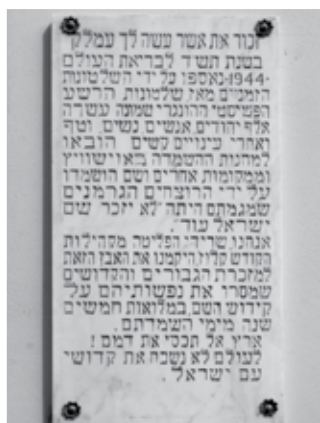 זכור את אשר עשה לך עמלק
בשנת תש"ד לבריאת העולם
-1944- נאספו על ידי השלטונות
הזמניים מאז שלטונות הרשע
הפשיסטי ההונגרי שמונה עשרה
אלף יהודים, אנשים, נשים, וטף
ואחרי עינויים קשים הובאו
למחנות ההשמדה באוישוויץ
וממקומות אחרים ושם הושמדו
על ידי הרוצחים הגרמנים
שמגמתם היתה "לא יזכר שם
ישראל עוד".
אנחנו, שרידי הפליטה מקהילות
הקודש קלוז, הקימנו את האבן הזאת
למזכרת הגבורים והקדושים
שמסרו את נפשותיהם על
קידוש השם, במלואות חמשים
שנה מימי השמדתם.
ארץ אל תכסי את דמם!
לעולם לא נשכח את קדושי
עם ישראל.